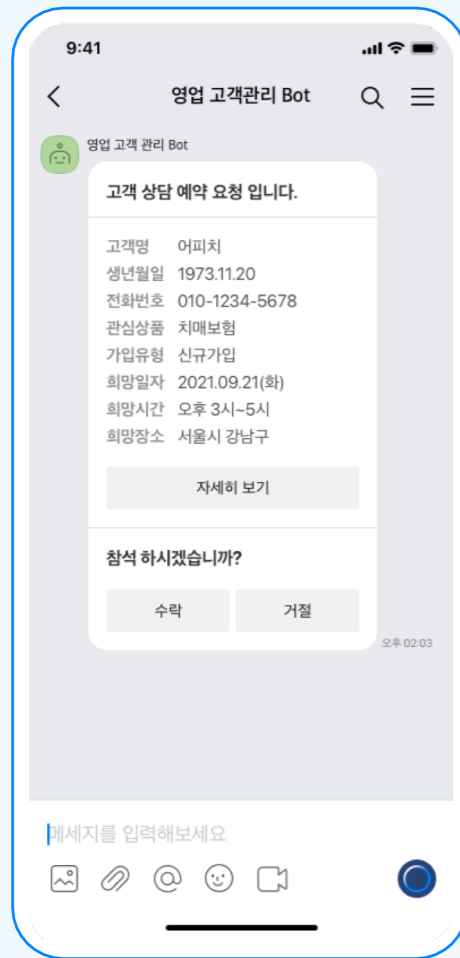 9:41
영업 고객관리 Bot
영업 고객 관리 Bot
고객 상담 예약 요청 입니다.
고객명 어피치
생년월일 1973.11.20
전화번호 010-1234-5678
관심상품 치매보험
가입유형 신규가입
희망일자 2021.09.21(화)
희망시간 오후 3시~5시
희망장소 서울시 강남구
자세히 보기
참석 하시겠습니까?
수락 거절
오후 02:03
메세지를 입력해보세요